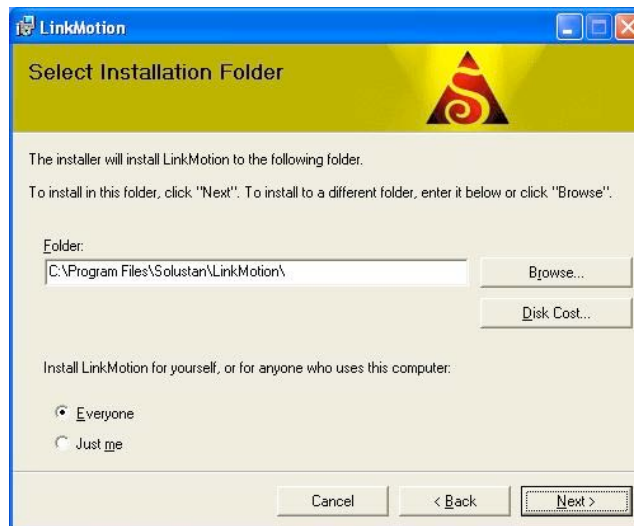 LinkMotion
Select Installation Folder
The installer will install LinkMotion to the following folder.
To install in this folder, click "Next". To install to a different folder, enter it below or click "Browse".
Folder:
C:\Program Files\Solustan\LinkMotion\
Browse...
Disk Cost...
Install LinkMotion for yourself, or for anyone who uses this computer:
Everyone
Just me
Cancel
< Back
Next >